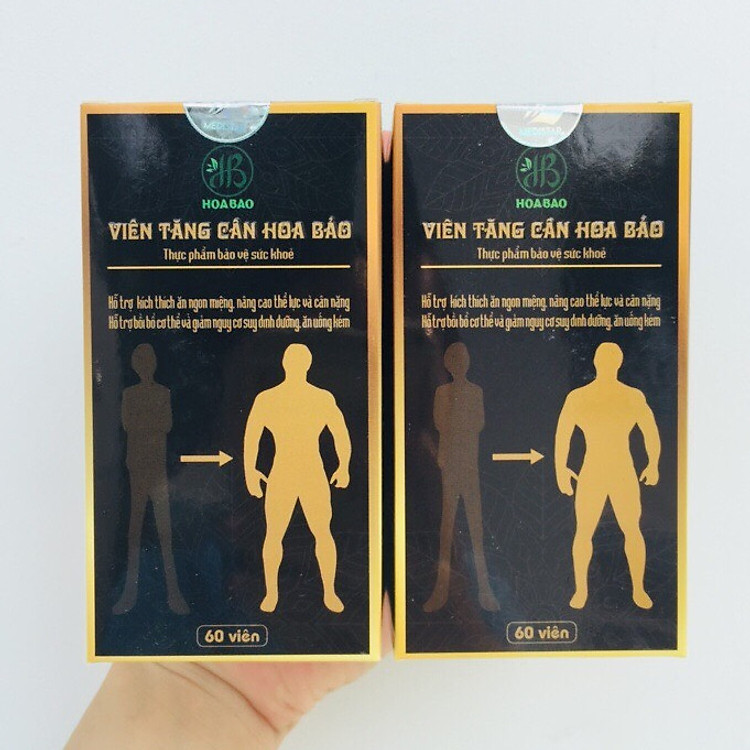 MEDISTAR
HB
HOABAO
VIÊN TĂNG CÂN HOA BẢO
Thực phẩm bảo vệ sức khoẻ
Hỗ trợ kích thích ăn ngon miệng, nâng cao thể lực và cân nặng
Hỗ trợ bồi bổ cơ thể và giảm nguy cơ suy dinh dưỡng, ăn uống kém
60 viên
MEDISTAR
HB
HOABAO
VIÊN TĂNG CÂN HOA BẢO
Thực phẩm bảo vệ sức khoẻ
Hỗ trợ kích thích ăn ngon miệng, nâng cao thể lực và cân nặng
Hỗ trợ bồi bổ cơ thể và giảm nguy cơ suy dinh dưỡng, ăn uống kém
60 viên